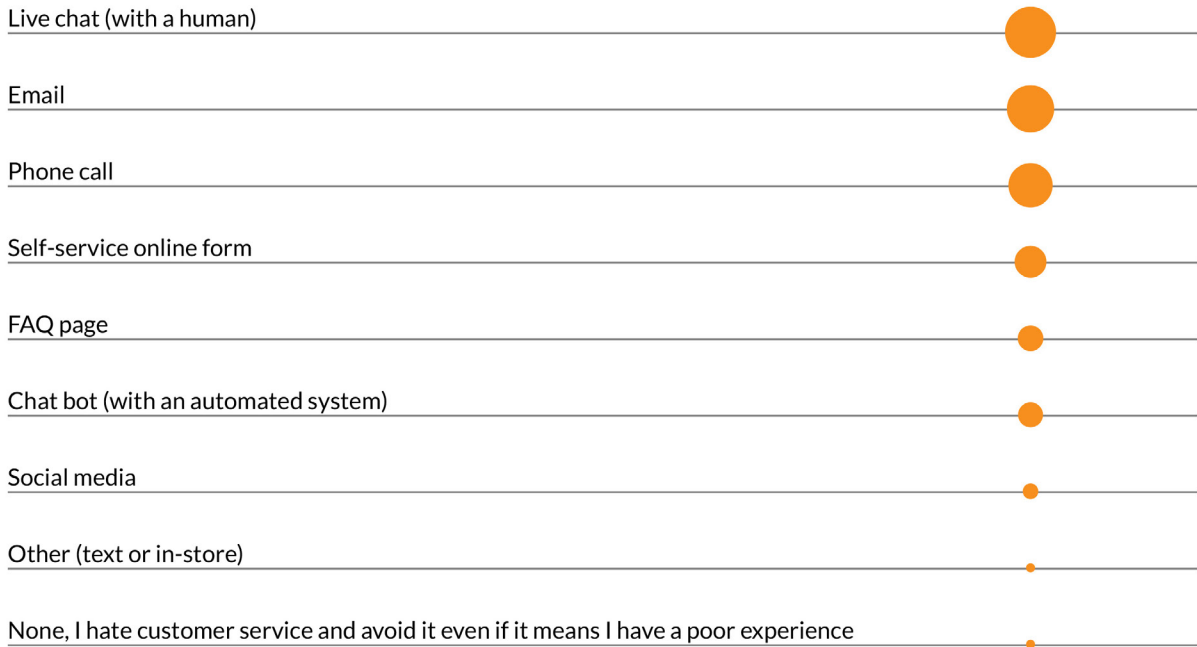 Live chat (with a human)
Email
Phone call
Self-service online form
FAQ page
Chat bot (with an automated system)
Social media
Other (text or in-store)
None, I hate customer service and avoid it even if it means I have a poor experience